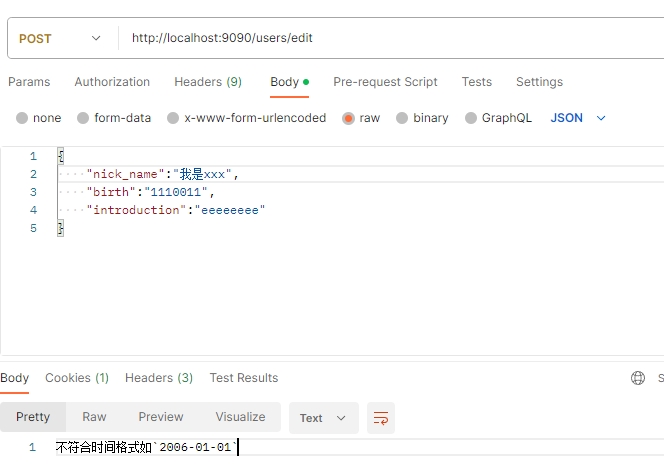 POST http://localhost:9090/users/edit
Params Authorization Headers (9) Body Pre-request Script Tests Settings
none form-data x-www-form-urlencoded raw binary GraphQL JSON
1 {
2 "nick_name":"我是xxx",
3 "birth":"1110011",
4 "introduction":"eeeeeeee"
5 }
Body Cookies (1) Headers (3) Test Results S
Pretty Raw Preview Visualize Text
1 不符合时间格式如`2006-01-01`